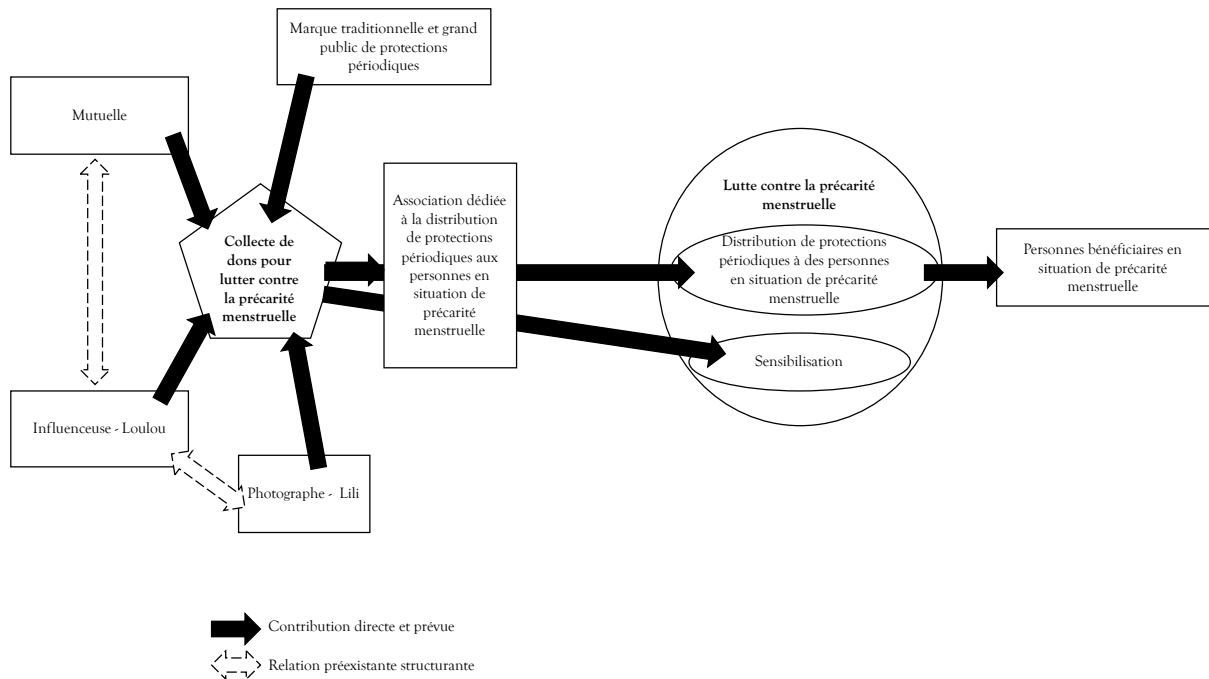 Marque traditionnelle et grand
public de protections
périodiques
Mutuelle
Association dédiée
à la distribution
de protections
périodiques aux
personnes en
situation de
précarité
menstruelle
Collecte de
dons pour
lutter contre
la précarité
menstruelle
Lutte contre la précarité
menstruelle
Distribution de protections
périodiques à des personnes
en situation de précarité
menstruelle
Personnes bénéficiaires en
situation de précarité
menstruelle
Sensibilisation
Influenceuse - Loulou
Photographe - Lili
Contribution directe et prévue
Relation préexistante structurante